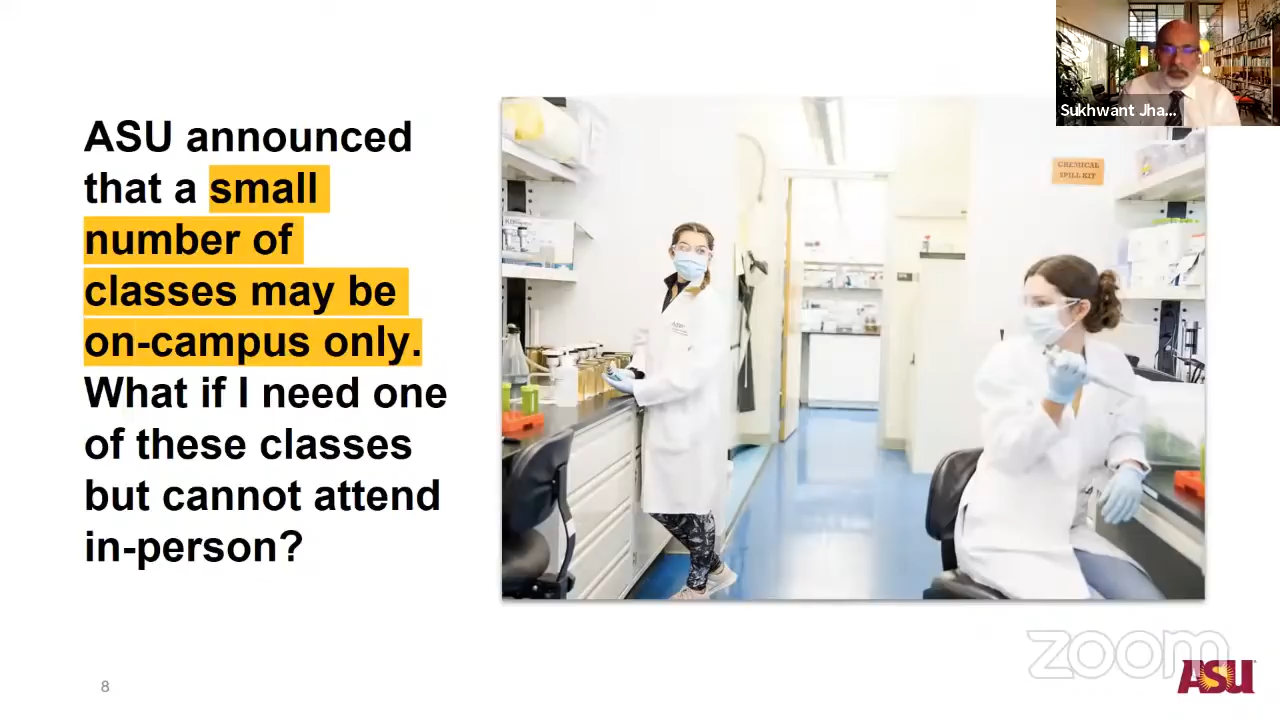 Sukhwant Jha...
ASU announced
that a small
number of
classes may be
on-campus only.
What if I need one
of these classes
but cannot attend
in-person?
CHEMICAL
SPILL KIT
zoom
ASU
8